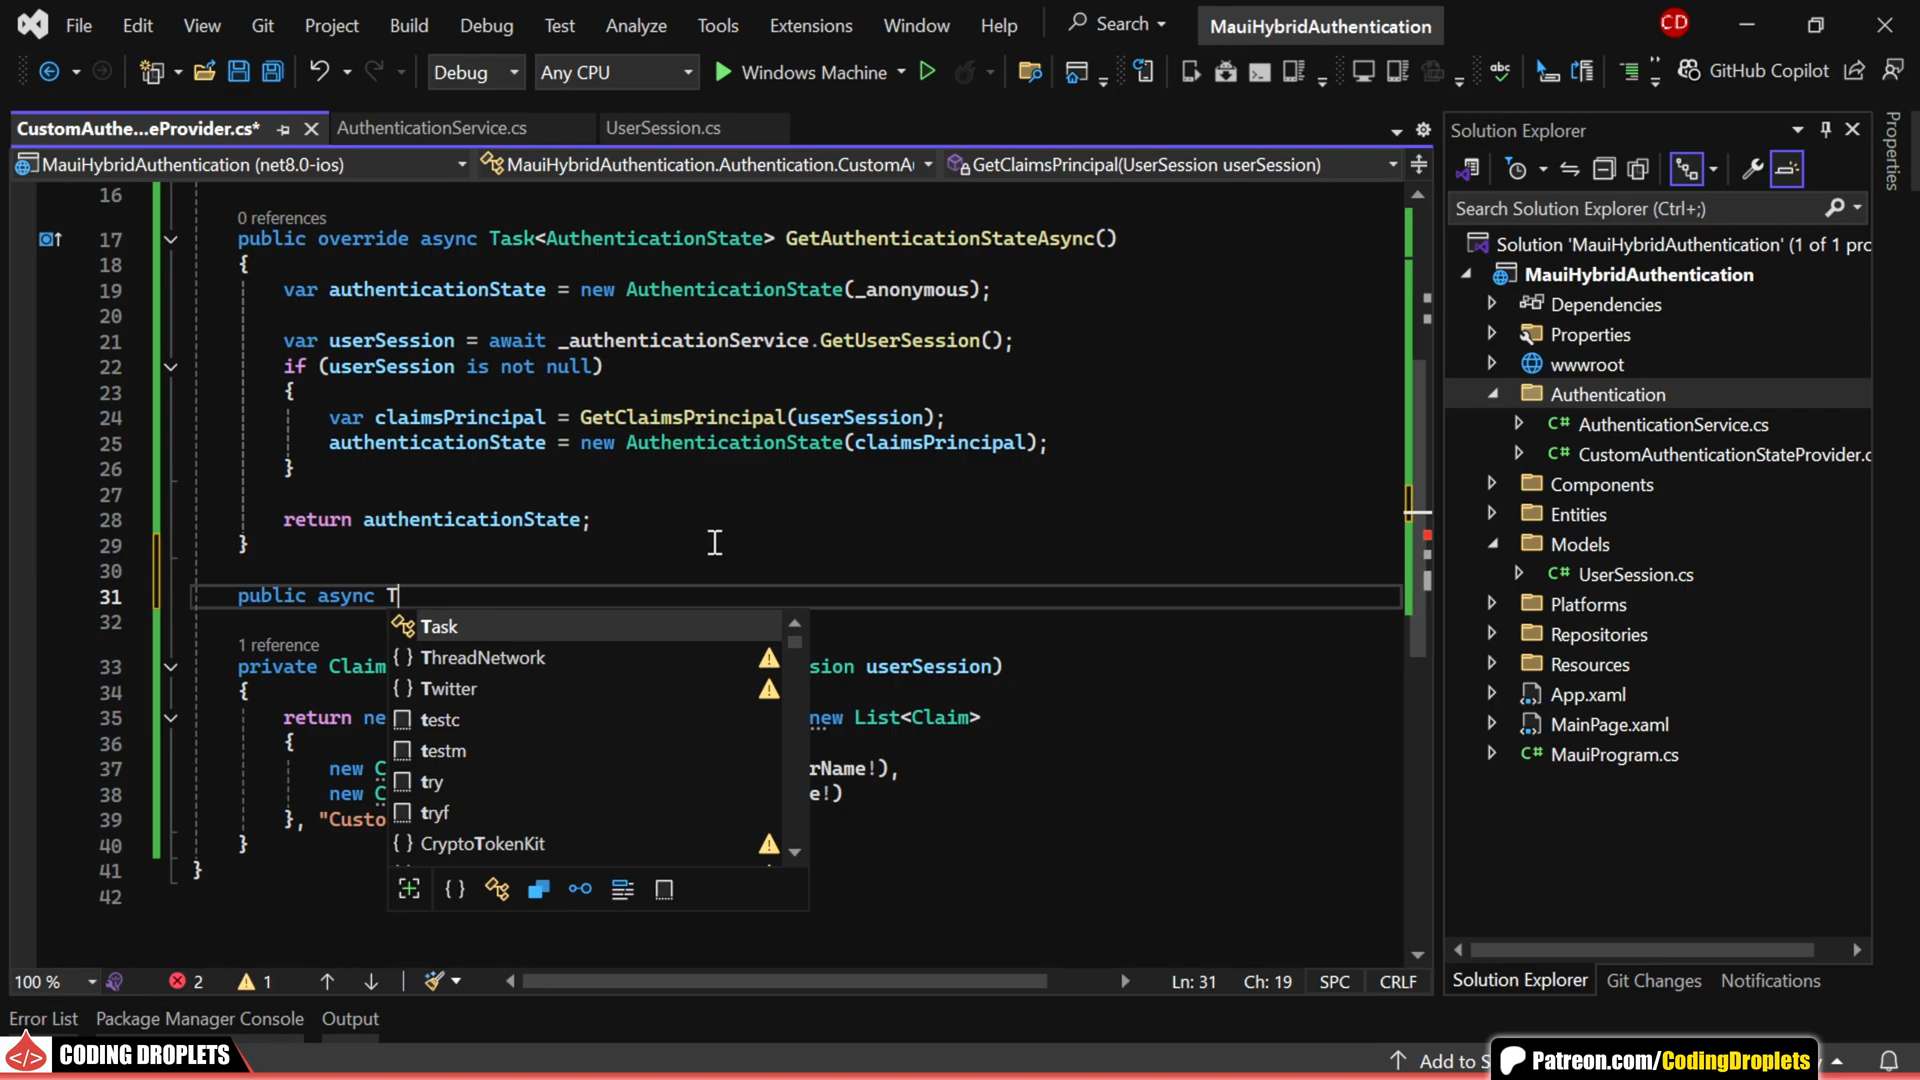 File Edit View Git Project Build Debug Test Analyze Tools Extensions Window Help Search MauiHybridAuthentication CD
Debug Any CPU Windows Machine GitHub Copilot
CustomAuthe...eProvider.cs* AuthenticationService.cs UserSession.cs
MauiHybridAuthentication (net8.0-ios) MauiHybridAuthentication.Authentication.CustomAu GetClaimsPrincipal(UserSession userSession)
16
0 references
17 public override async Task<AuthenticationState> GetAuthenticationStateAsync()
18 {
19 var authenticationState = new AuthenticationState(_anonymous);
20
21 var userSession = await _authenticationService.GetUserSession();
22 if (userSession is not null)
23 {
24 var claimsPrincipal = GetClaimsPrincipal(userSession);
25 authenticationState = new AuthenticationState(claimsPrincipal);
26 }
27
28 return authenticationState;
29 }
30
31 public async T
32
1 reference
33 private Claim sion userSession)
34 {
35 return ne new List<Claim>
36 {
37 new C rName!),
38 new C e!)
39 }, "Custo
40 }
41 }
42
Task
ThreadNetwork
Twitter
testc
testm
try
tryf
CryptoTokenKit
100 % 2 1 Ln: 31 Ch: 19 SPC CRLF
Error List Package Manager Console Output
Solution Explorer
Search Solution Explorer (Ctrl+;)
Solution 'MauiHybridAuthentication' (1 of 1 pro
MauiHybridAuthentication
Dependencies
Properties
wwwroot
Authentication
C# AuthenticationService.cs
C# CustomAuthenticationStateProvider.c
Components
Entities
Models
C# UserSession.cs
Platforms
Repositories
Resources
App.xaml
MainPage.xaml
C# MauiProgram.cs
Solution Explorer Git Changes Notifications
Properties
</> CODING DROPLETS
Add to S
Patreon.com/CodingDroplets